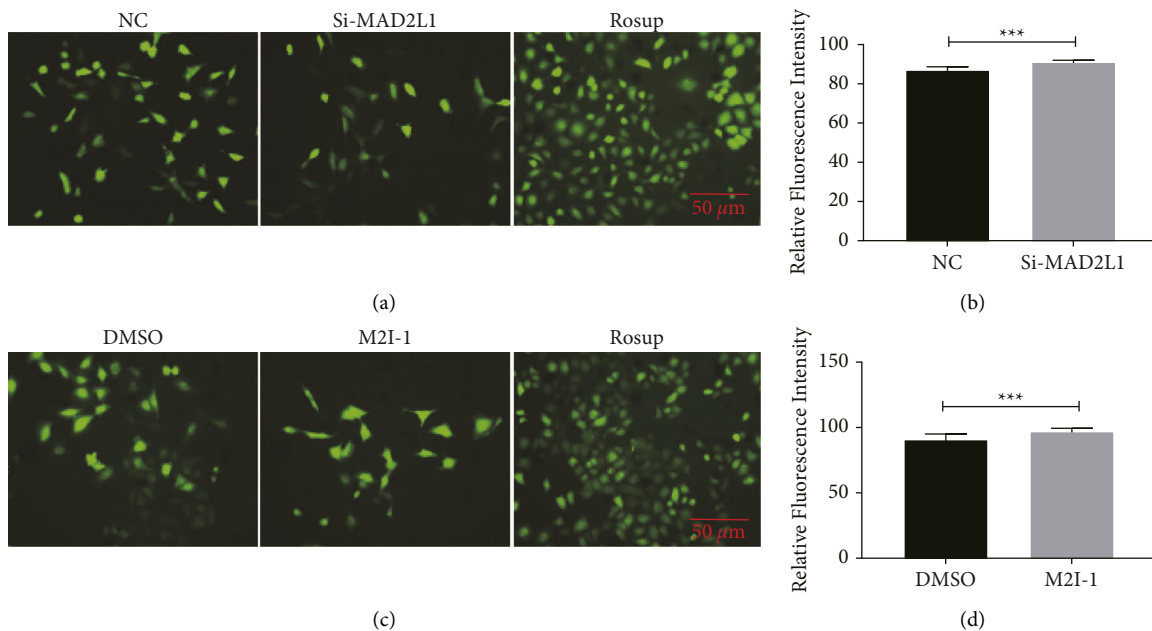 NC Si-MAD2L1 Rosup
50 μm
(a)
Relative Fluorescence Intensity
100
80
60
40
20
0
***
NC Si-MAD2L1
(b)
DMSO M2I-1 Rosup
50 μm
(c)
Relative Fluorescence Intensity
150
100
50
0
***
DMSO M2I-1
(d)